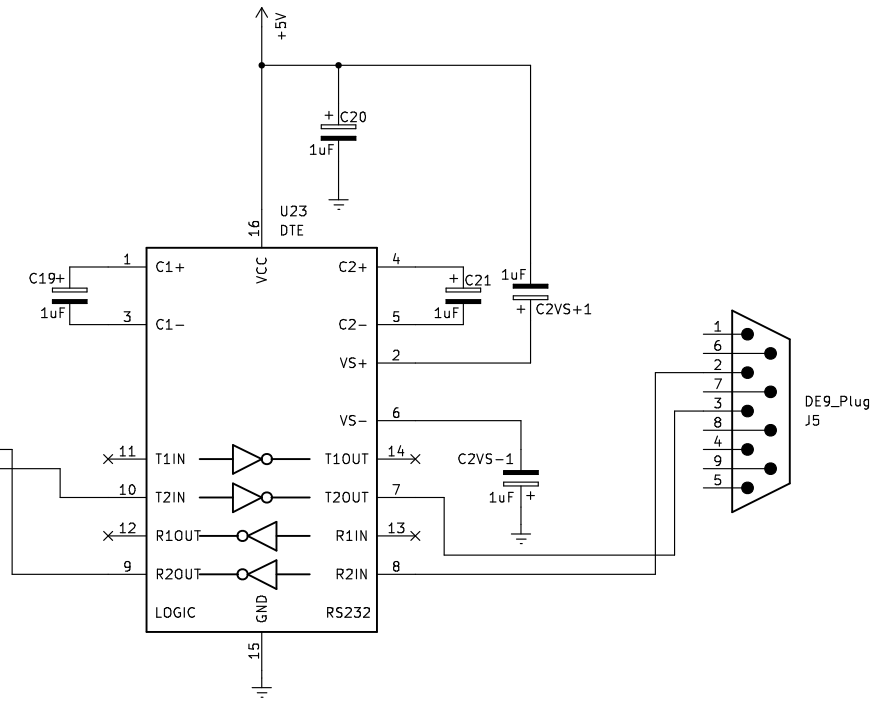 +5V
+ C20
1uF
U23
DTE
16
VCC
1
C1+
C2+
4
C19+
1uF
+ C21
1uF
1uF
+ C2VS+1
3
C1-
C2-
5
VS+
2
VS-
6
11
T1IN
T1OUT
14
C2VS-1
1uF +
10
T2IN
T2OUT
7
12
R1OUT
R1IN
13
9
R2OUT
R2IN
8
LOGIC
GND
RS232
15
1
6
2
7
3
8
4
9
5
DE9_Plug
J5